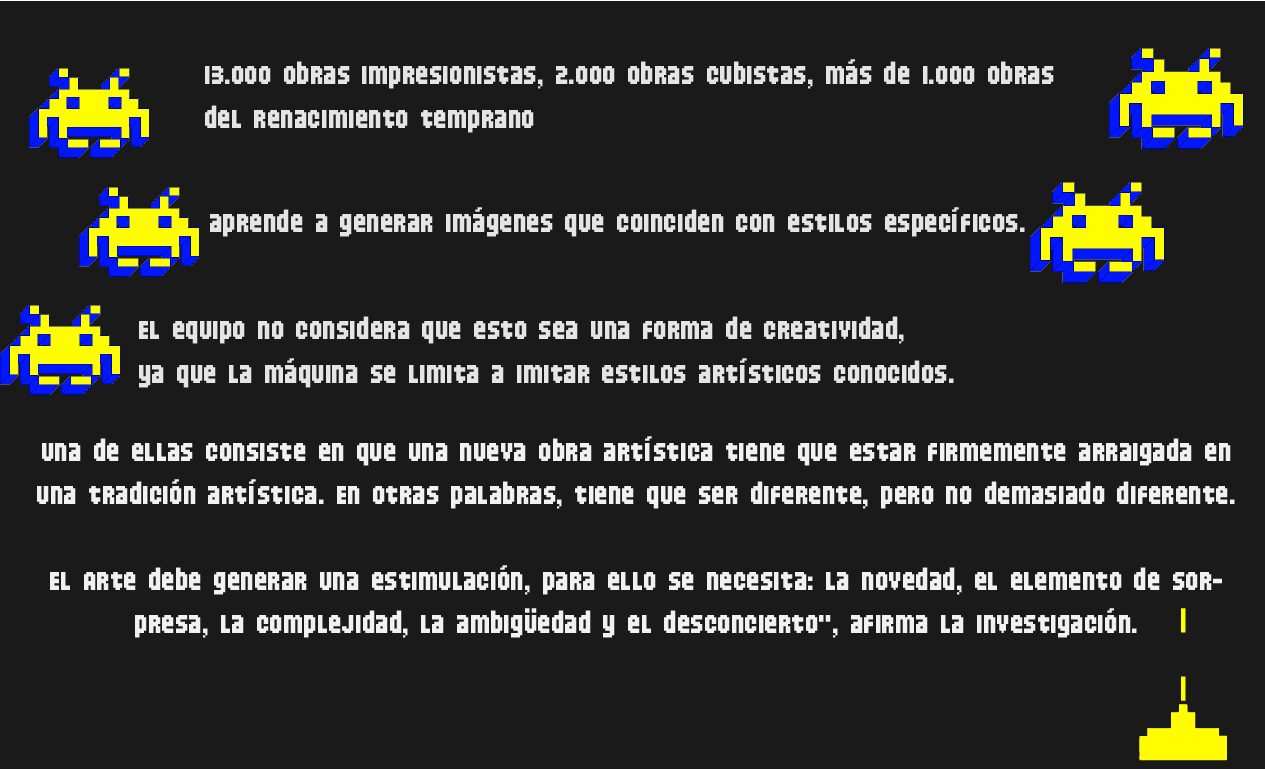 13.000 obras impresionistas, 2.000 obras cubistas, más de 1.000 obras
del renacimiento temprano
aprende a generar imágenes que coinciden con estilos específicos.
El equipo no considera que esto sea una forma de creatividad,
ya que la máquina se limita a imitar estilos artísticos conocidos.
una de ellas consiste en que una nueva obra artística tiene que estar firmemente arraigada en
una tradición artística. En otras palabras, tiene que ser diferente, pero no demasiado diferente.
El Arte debe generar una estimulación, para ello se necesita: la novedad, el elemento de sor-
presa, la complejidad, la ambigüedad y el desconcierto", afirma la investigación.